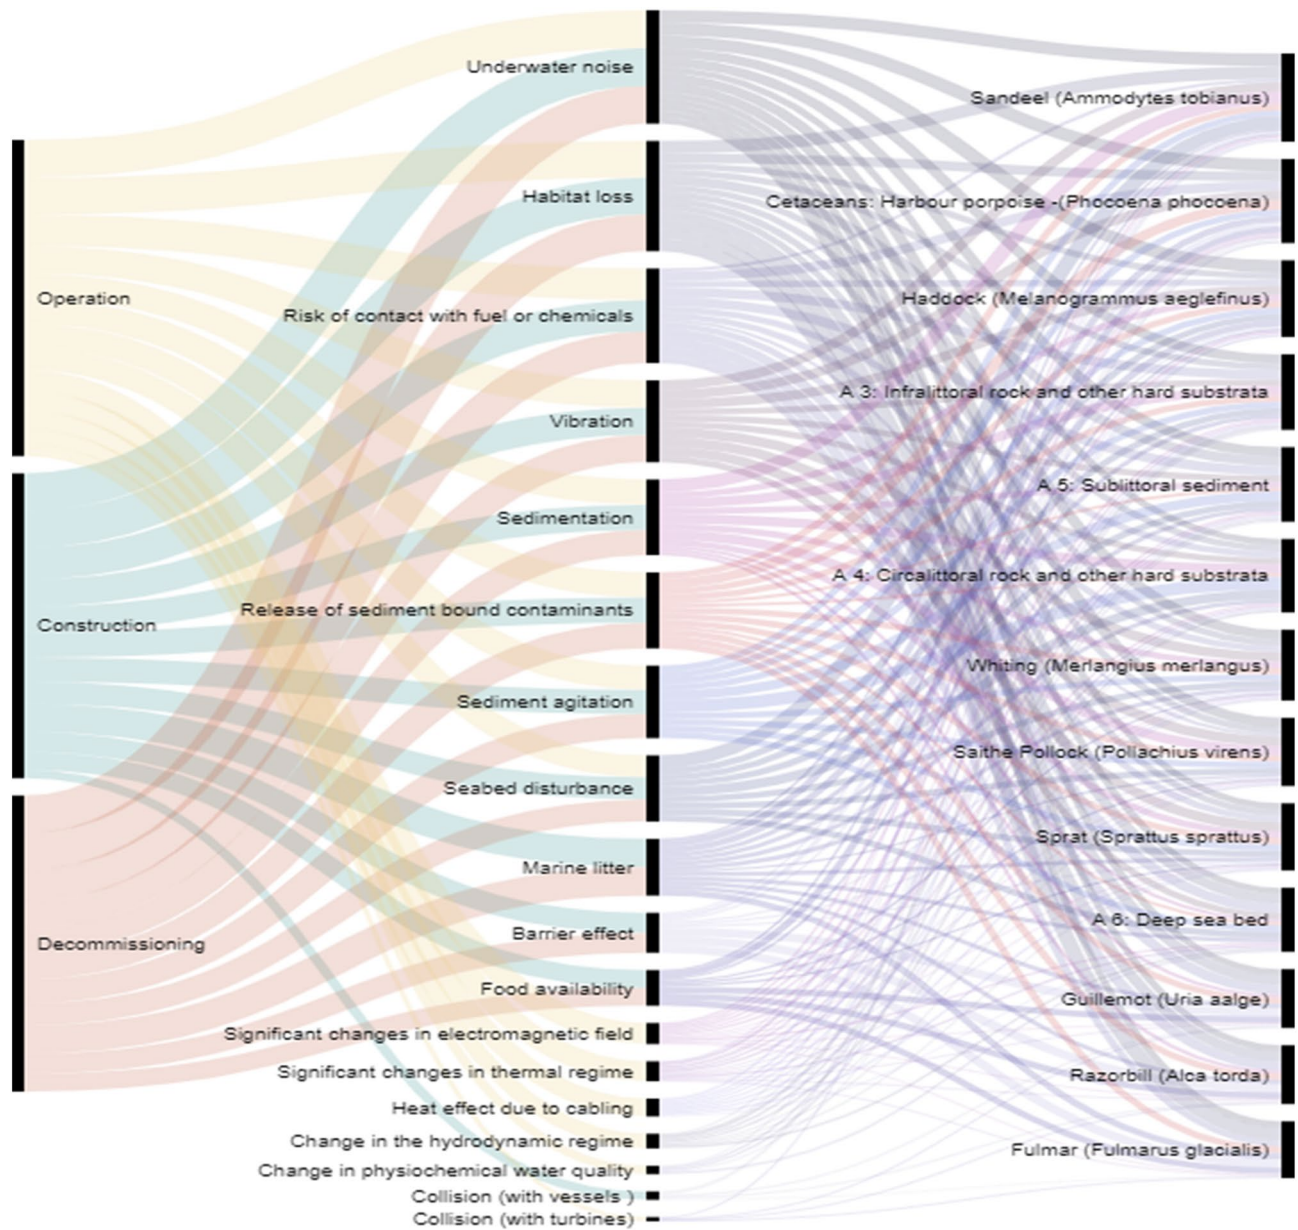 Operation
Construction
Decommissioning
Underwater noise
Habitat loss
Risk of contact with fuel or chemicals
Vibration
Sedimentation
Release of sediment bound contaminants
Sediment agitation
Seabed disturbance
Marine litter
Barrier effect
Food availability
Significant changes in electromagnetic field
Significant changes in thermal regime
Heat effect due to cabling
Change in the hydrodynamic regime
Change in physiochemical water quality
Collision (with vessels )
Collision (with turbines)
Sandeel (Ammodytes tobianus)
Cetaceans: Harbour porpoise -(Phocoena phocoena)
Haddock (Melanogrammus aeglefinus)
A 3: Infralittoral rock and other hard substrata
A 5: Sublittoral sediment
A 4: Circalittoral rock and other hard substrata
Whiting (Merlangius merlangus)
Saithe Pollock (Pollachius virens)
Sprat (Sprattus sprattus)
A 6: Deep sea bed
Guillemot (Uria aalge)
Razorbill (Alca torda)
Fulmar (Fulmarus glacialis)